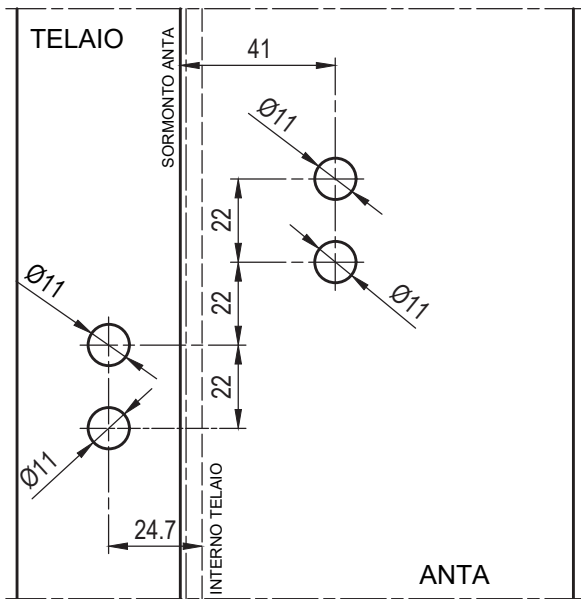 TELAIO
SORMONTO ANTA
41
Ø11
22
Ø11
22
Ø11
22
Ø11
24.7
INTERNO TELAIO
ANTA